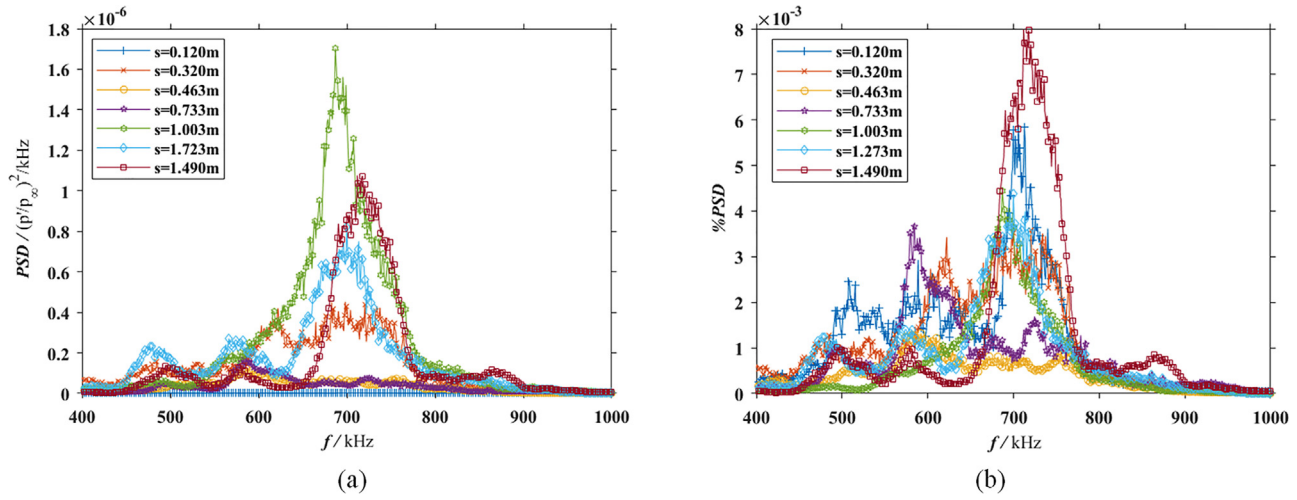 ×10⁻⁶
1.8
1.6
1.4
1.2
1
0.8
0.6
0.4
0.2
0
PSD / (p'/p∞)²/kHz
s=0.120m
s=0.320m
s=0.463m
s=0.733m
s=1.003m
s=1.723m
s=1.490m
400 500 600 700 800 900 1000
f / kHz
(a)
×10⁻³
8
7
6
5
4
3
2
1
0
%PSD
s=0.120m
s=0.320m
s=0.463m
s=0.733m
s=1.003m
s=1.273m
s=1.490m
400 500 600 700 800 900 1000
f / kHz
(b)